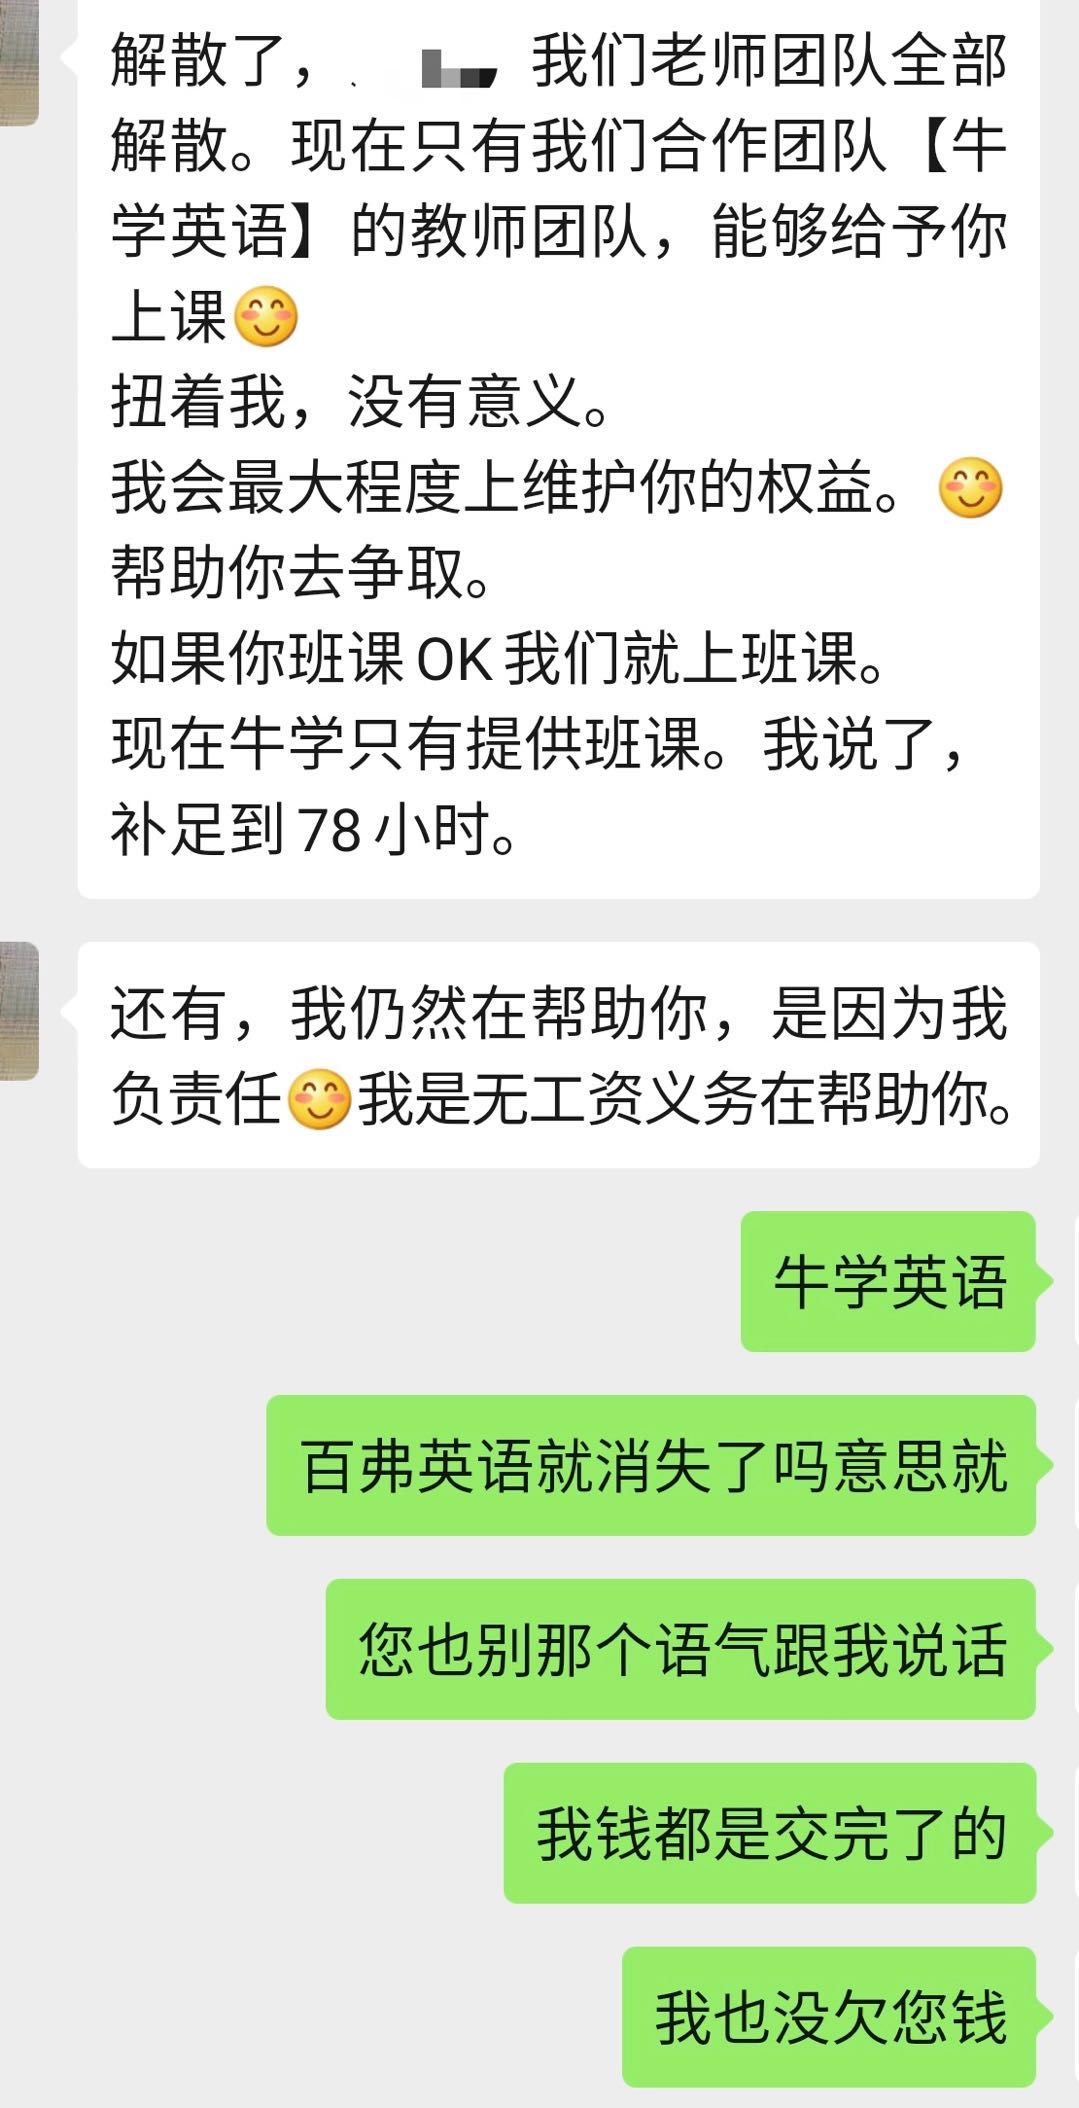 解散了，我们老师团队全部
解散。现在只有我们合作团队【牛
学英语】的教师团队，能够给予你
上课😊
扭着我，没有意义。
我会最大程度上维护你的权益。😊
帮助你去争取。
如果你班课OK我们就上班课。
现在牛学只有提供班课。我说了，
补足到78小时。
还有，我仍然在帮助你，是因为我
负责任😊我是无工资义务在帮助你。
牛学英语
百弗英语就消失了吗意思就
您也别那个语气跟我说话
我钱都是交完了的
我也没欠您钱